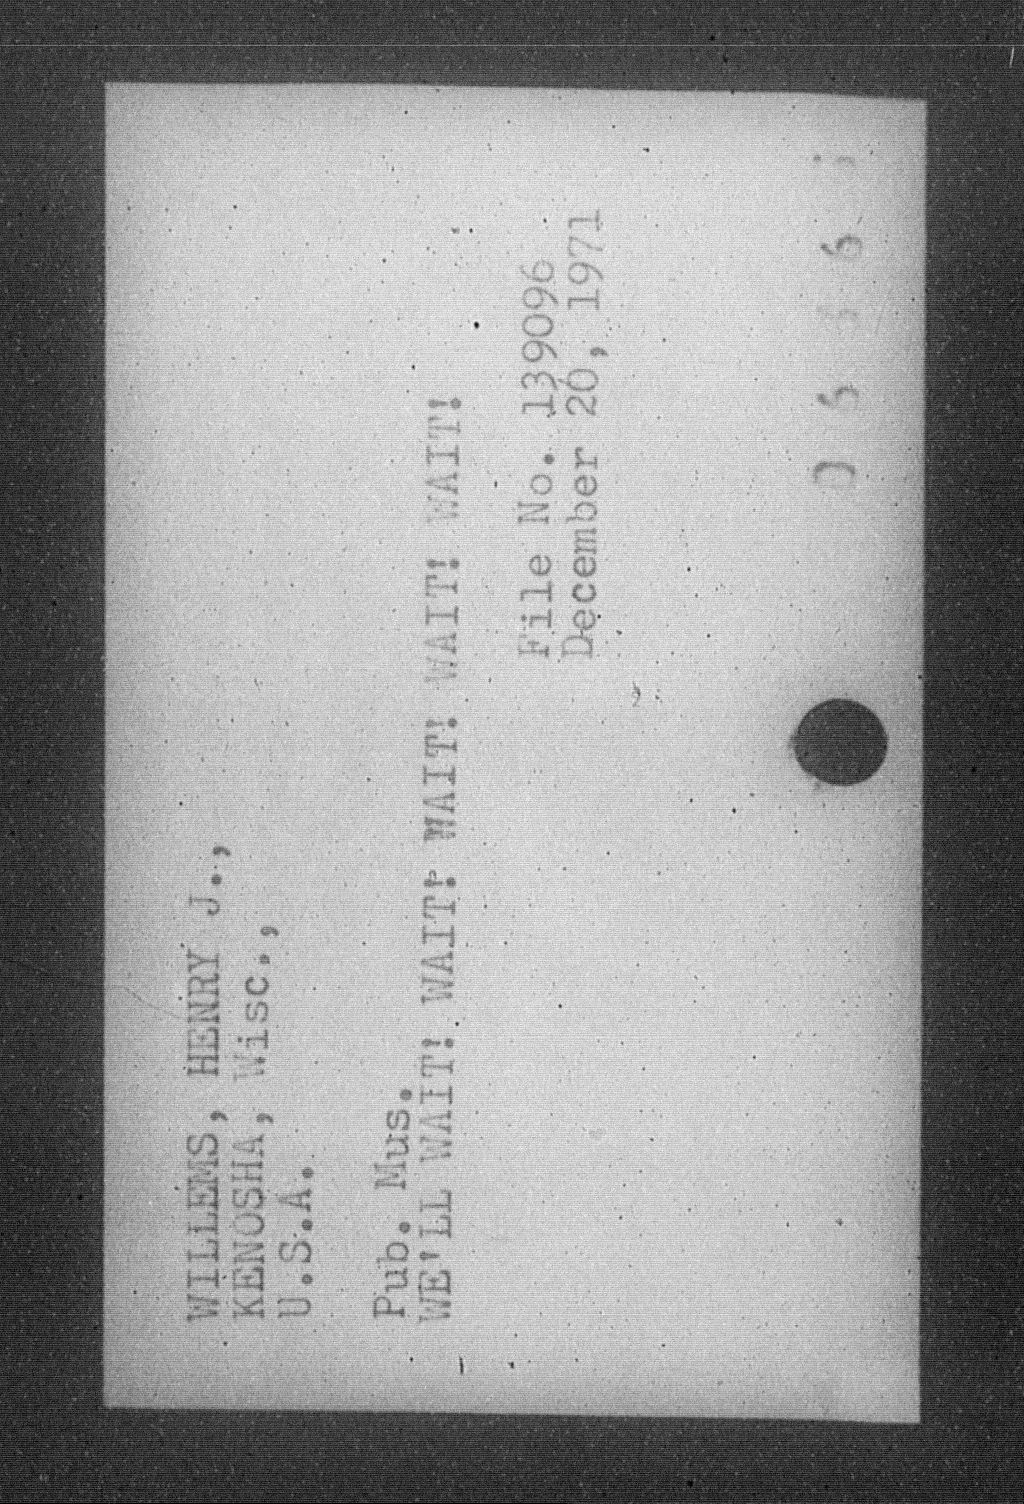 WILLEMS, HENRY J.,
KENOSHA, Wisc.,
U.S.A.
Pub. Mus.
WE'LL WAIT! WAIT! WAIT! WAIT! WAIT!
File No. 139096
December 20, 1971